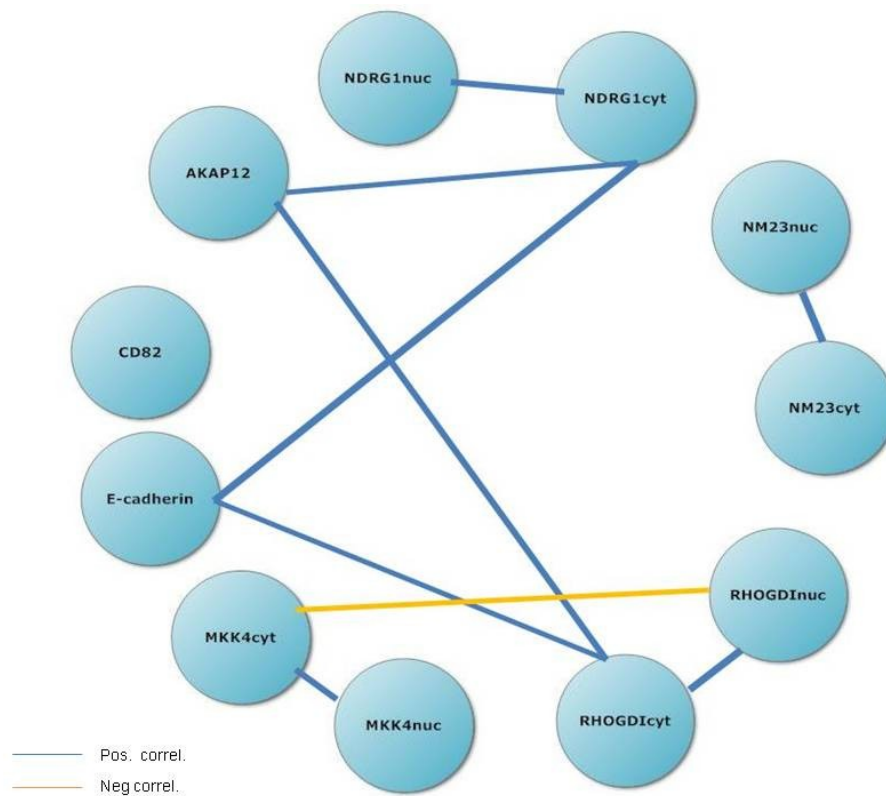 NDRG1nuc
NDRG1cyt
AKAP12
NM23nuc
CD82
NM23cyt
E-cadherin
RHOGDInuc
MKK4cyt
MKK4nuc
RHOGDIcyt
Pos. correl.
Neg correl.